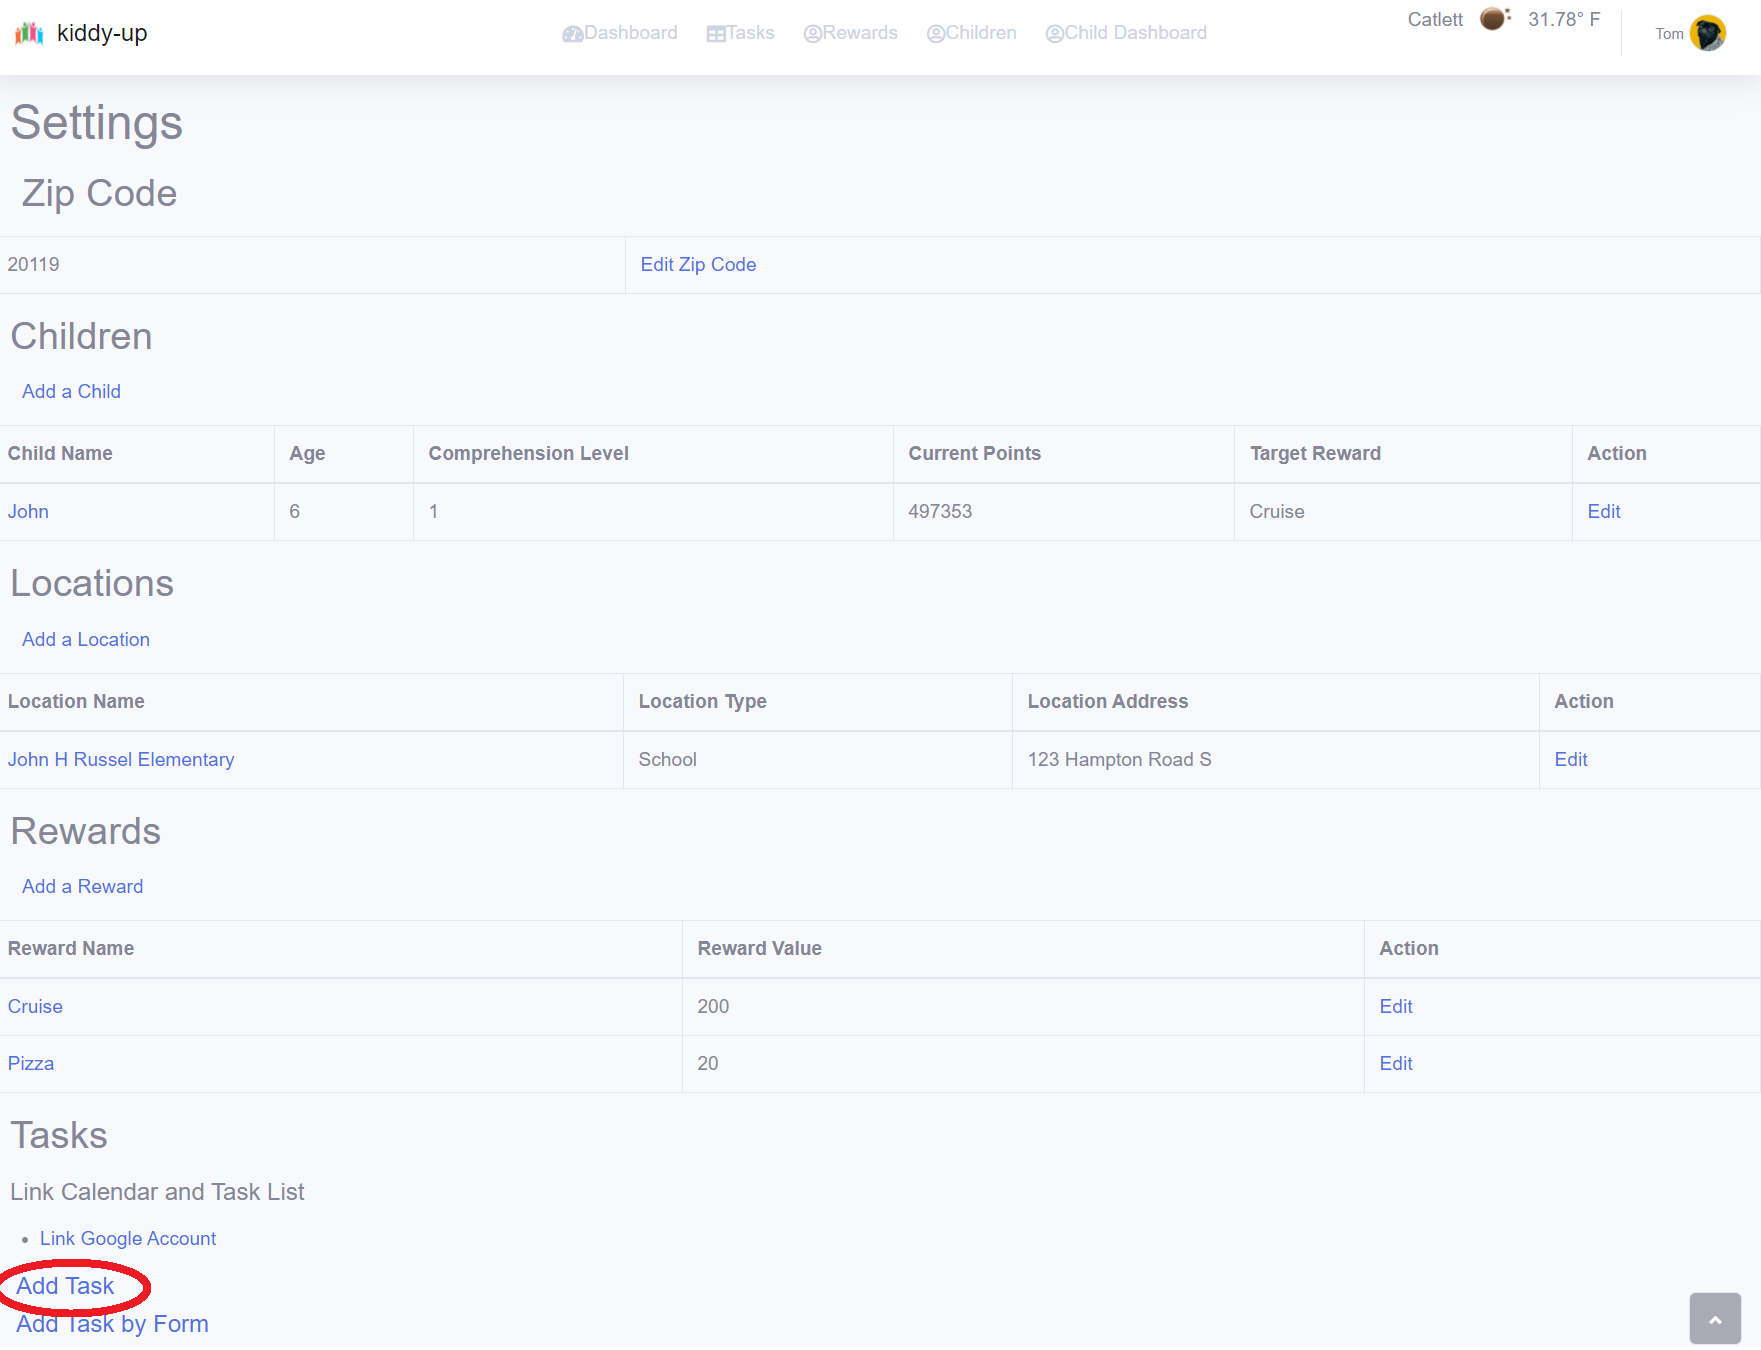 kiddy-up
Dashboard Tasks Rewards Children Child Dashboard
Catlett 31.78° F
Tom
Settings
Zip Code
20119 Edit Zip Code
Children
Add a Child
Child Name Age Comprehension Level Current Points Target Reward Action
John 6 1 497353 Cruise Edit
Locations
Add a Location
Location Name Location Type Location Address Action
John H Russel Elementary School 123 Hampton Road S Edit
Rewards
Add a Reward
Reward Name Reward Value Action
Cruise 200 Edit
Pizza 20 Edit
Tasks
Link Calendar and Task List
Link Google Account
Add Task
Add Task by Form